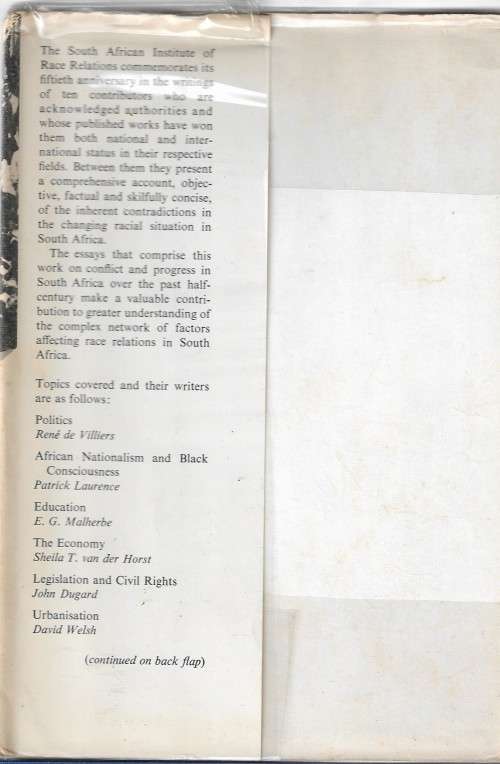 The South African Institute of
Race Relations commemorates its
fiftieth anniversary in the writings
of ten contributors who are
acknowledged authorities and
whose published works have won
them both national and inter-
national status in their respective
fields. Between them they present
a comprehensive account, objec-
tive, factual and skilfully concise,
of the inherent contradictions in
the changing racial situation in
South Africa.
The essays that comprise this
work on conflict and progress in
South Africa over the past half-
century make a valuable contri-
bution to greater understanding of
the complex network of factors
affecting race relations in South
Africa.
Topics covered and their writers
are as follows:
Politics
René de Villiers
African Nationalism and Black
Consciousness
Patrick Laurence
Education
E. G. Malherbe
The Economy
Sheila T. van der Horst
Legislation and Civil Rights
John Dugard
Urbanisation
David Welsh
(continued on back flap)